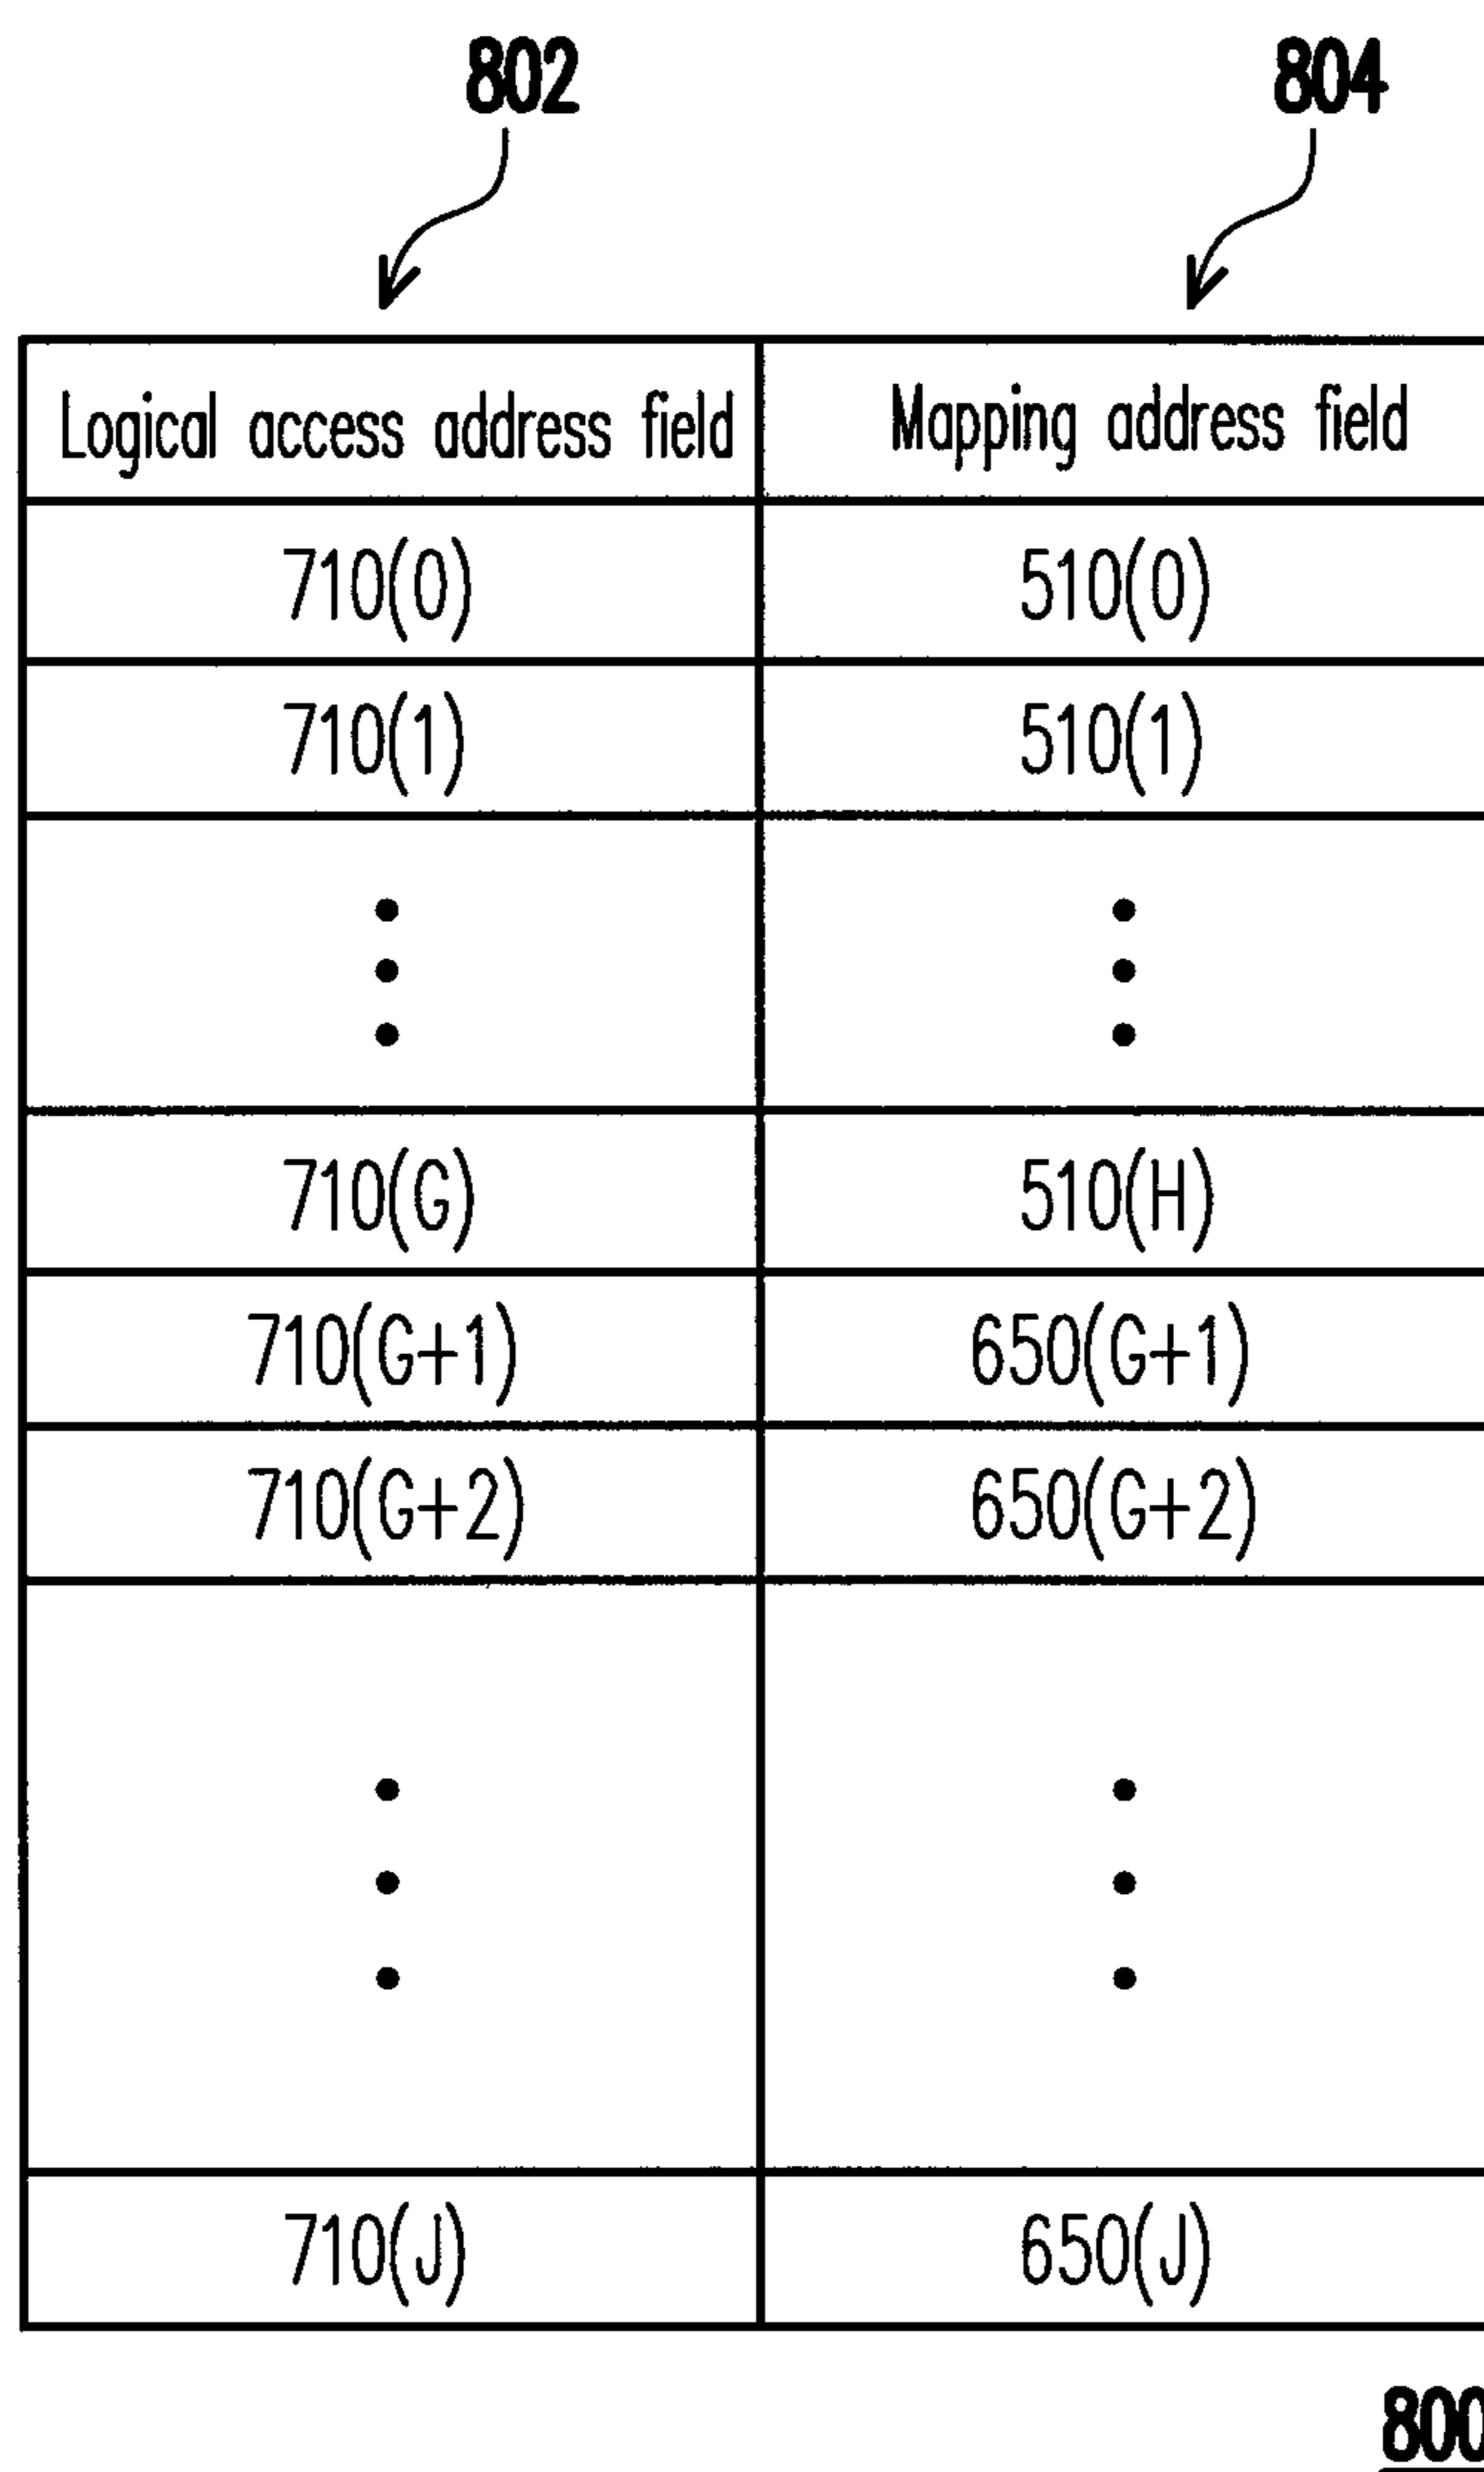 802 804
Logical access address field Mapping address field
710(0) 510(0)
710(1) 510(1)
710(G) 510(H)
710(G+1) 650(G+1)
710(G+2) 650(G+2)
710(J) 650(J)
800